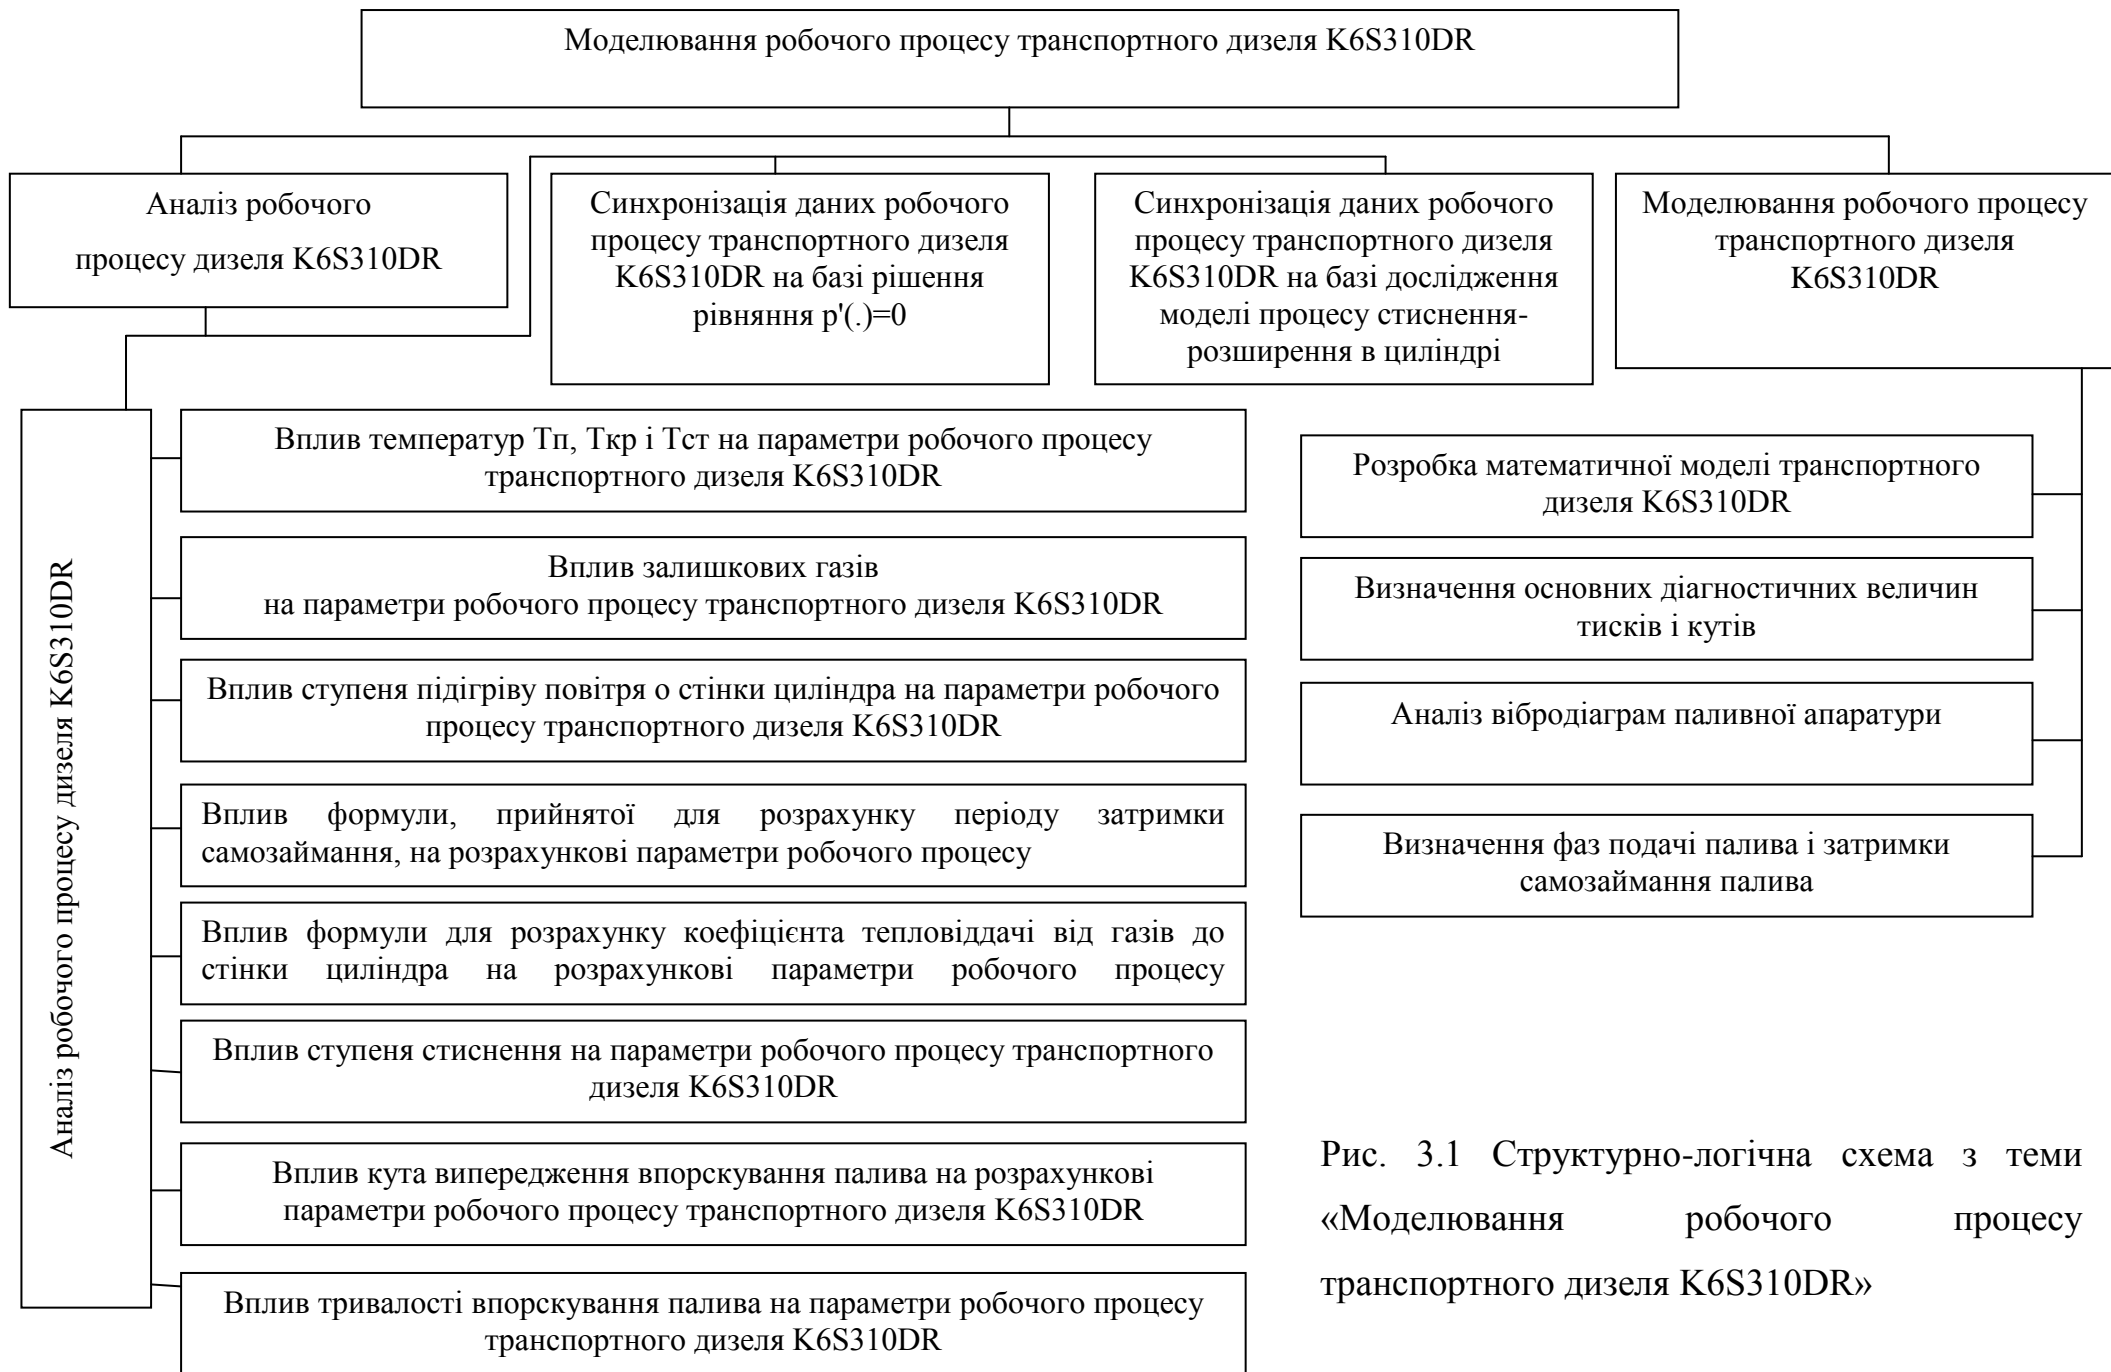 Моделювання робочого процесу транспортного дизеля K6S310DR
Аналіз робочого
процесу дизеля K6S310DR
Синхронізація даних робочого
процесу транспортного дизеля
K6S310DR на базі рішення
рівняння p'(.)=0
Синхронізація даних робочого
процесу транспортного дизеля
K6S310DR на базі дослідження
моделі процесу стиснення-
розширення в циліндрі
Моделювання робочого процесу
транспортного дизеля
K6S310DR
Аналіз робочого процесу дизеля K6S310DR
Вплив температур Тп, Ткр і Тст на параметри робочого процесу
транспортного дизеля K6S310DR
Вплив залишкових газів
на параметри робочого процесу транспортного дизеля K6S310DR
Вплив ступеня підігріву повітря о стінки циліндра на параметри робочого
процесу транспортного дизеля K6S310DR
Вплив формули, прийнятої для розрахунку періоду затримки
самозаймання, на розрахункові параметри робочого процесу
Вплив формули для розрахунку коефіцієнта тепловіддачі від газів до
стінки циліндра на розрахункові параметри робочого процесу
Вплив ступеня стиснення на параметри робочого процесу транспортного
дизеля K6S310DR
Вплив кута випередження впорскування палива на розрахункові
параметри робочого процесу транспортного дизеля K6S310DR
Вплив тривалості впорскування палива на параметри робочого процесу
транспортного дизеля K6S310DR
Розробка математичної моделі транспортного
дизеля K6S310DR
Визначення основних діагностичних величин
тисків і кутів
Аналіз вібродіаграм паливної апаратури
Визначення фаз подачі палива і затримки
самозаймання палива
Рис. 3.1 Структурно-логічна схема з теми
«Моделювання робочого процесу
транспортного дизеля K6S310DR»